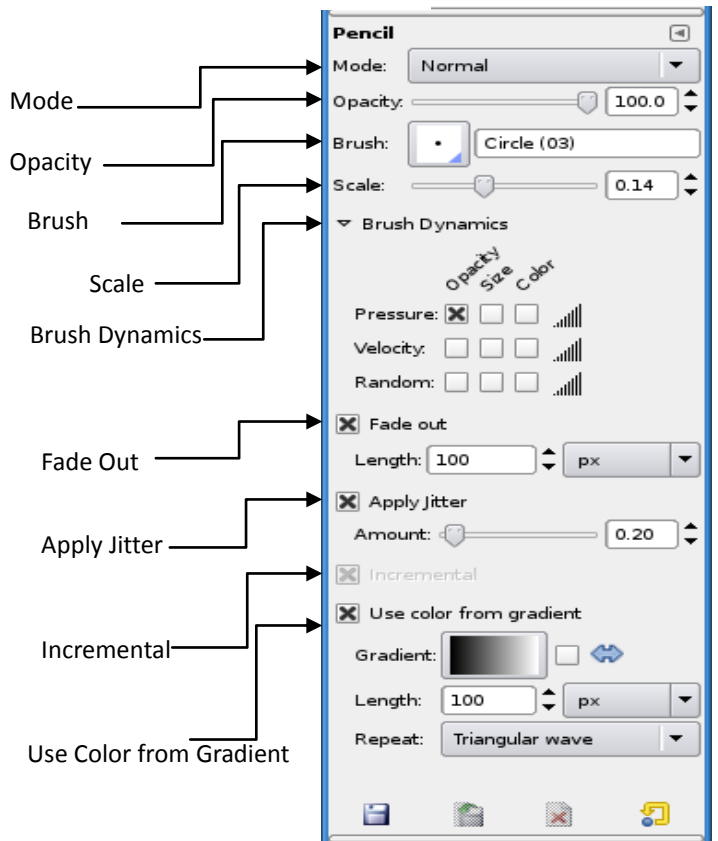 Pencil
Mode: Normal
Opacity: 100.0
Brush: Circle (03)
Scale: 0.14
Brush Dynamics
Opacity Size Color
Pressure:
Velocity:
Random:
Fade out
Length: 100 px
Apply Jitter
Amount: 0.20
Incremental
Use color from gradient
Gradient:
Length: 100 px
Repeat: Triangular wave
Mode
Opacity
Brush
Scale
Brush Dynamics
Fade Out
Apply Jitter
Incremental
Use Color from Gradient